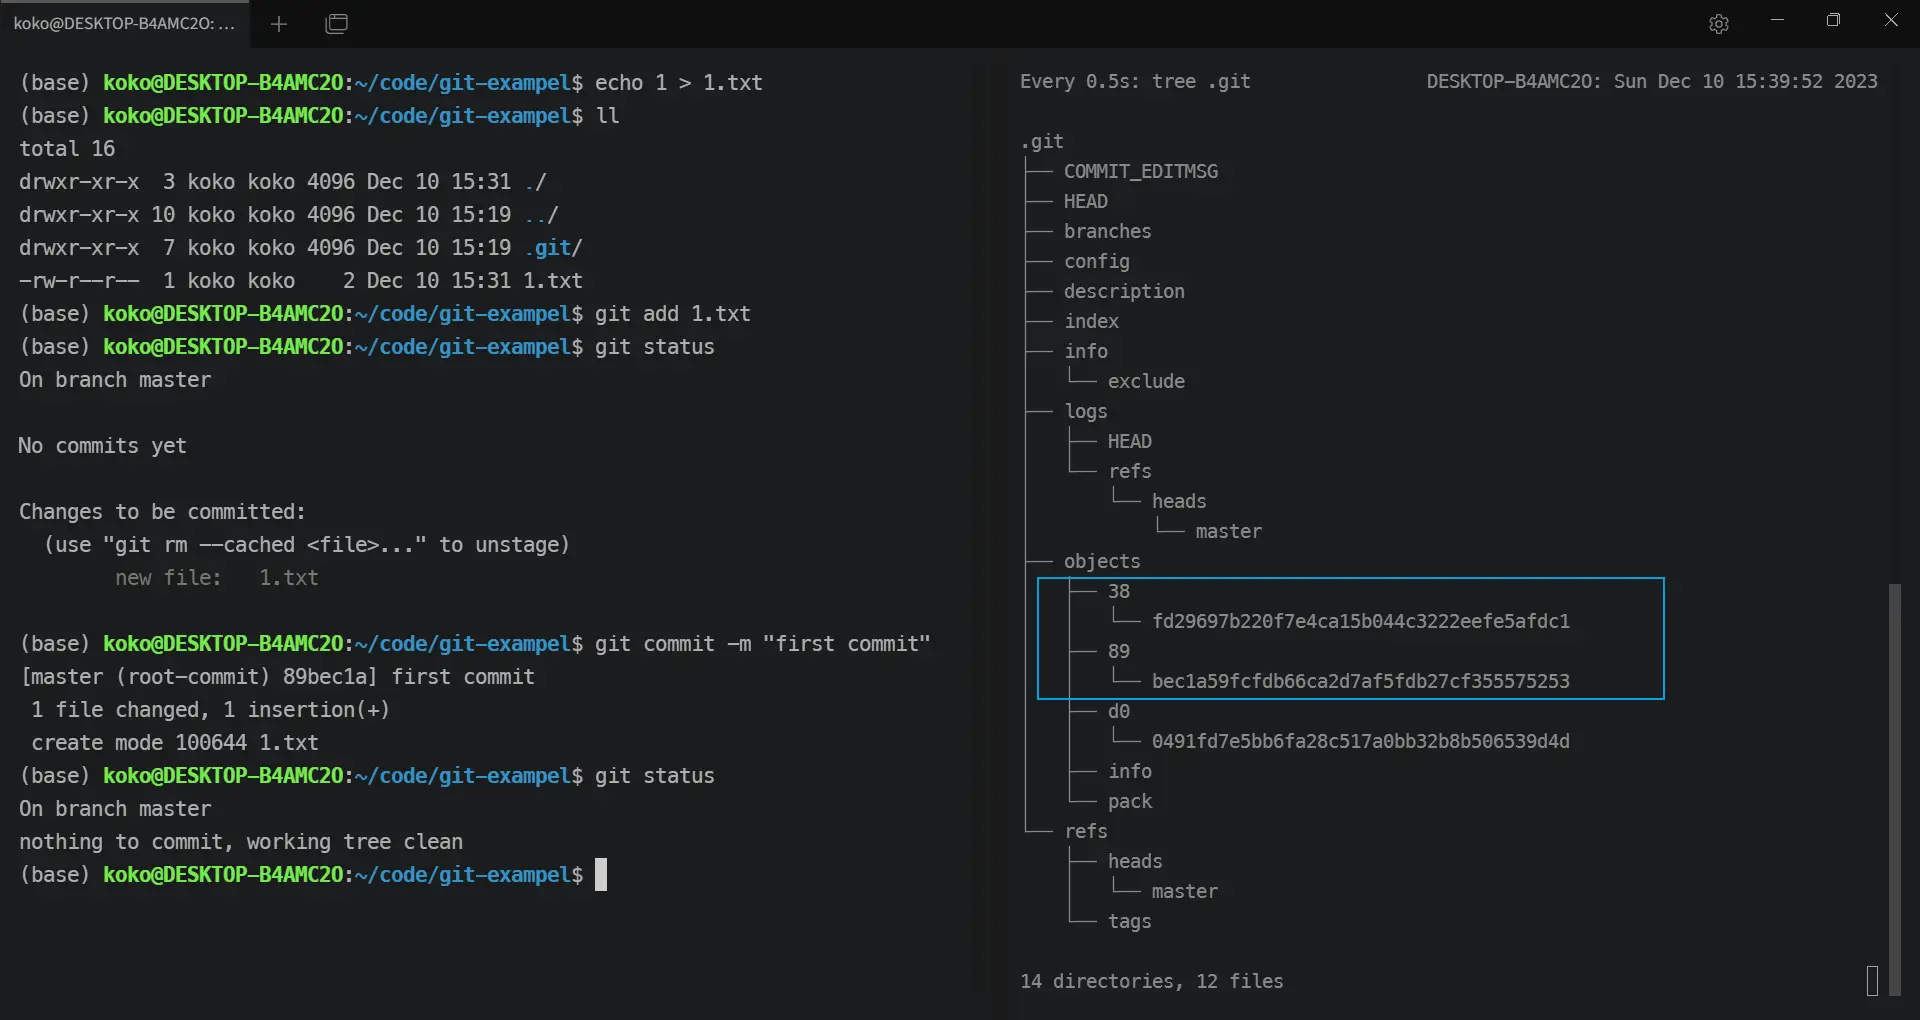 koko@DESKTOP-B4AMC2O: ...
(base) koko@DESKTOP-B4AMC2O:~/code/git-exampel$ echo 1 > 1.txt
(base) koko@DESKTOP-B4AMC2O:~/code/git-exampel$ ll
total 16
drwxr-xr-x  3 koko koko 4096 Dec 10 15:31 ./
drwxr-xr-x 10 koko koko 4096 Dec 10 15:19 ../
drwxr-xr-x  7 koko koko 4096 Dec 10 15:19 .git/
-rw-r--r--  1 koko koko    2 Dec 10 15:31 1.txt
(base) koko@DESKTOP-B4AMC2O:~/code/git-exampel$ git add 1.txt
(base) koko@DESKTOP-B4AMC2O:~/code/git-exampel$ git status
On branch master
No commits yet
Changes to be committed:
  (use "git rm --cached <file>..." to unstage)
        new file:   1.txt
(base) koko@DESKTOP-B4AMC2O:~/code/git-exampel$ git commit -m "first commit"
[master (root-commit) 89bec1a] first commit
 1 file changed, 1 insertion(+)
 create mode 100644 1.txt
(base) koko@DESKTOP-B4AMC2O:~/code/git-exampel$ git status
On branch master
nothing to commit, working tree clean
(base) koko@DESKTOP-B4AMC2O:~/code/git-exampel$
Every 0.5s: tree .git    DESKTOP-B4AMC2O: Sun Dec 10 15:39:52 2023
.git
├── COMMIT_EDITMSG
├── HEAD
├── branches
├── config
├── description
├── index
├── info
│   └── exclude
├── logs
│   ├── HEAD
│   └── refs
│       └── heads
│           └── master
├── objects
│   ├── 38
│   │   └── fd29697b220f7e4ca15b044c3222eefe5afdc1
│   ├── 89
│   │   └── bec1a59fcfdb66ca2d7af5fdb27cf355575253
│   ├── d0
│   │   └── 0491fd7e5bb6fa28c517a0bb32b8b506539d4d
│   ├── info
│   └── pack
└── refs
    ├── heads
    │   └── master
    └── tags
14 directories, 12 files